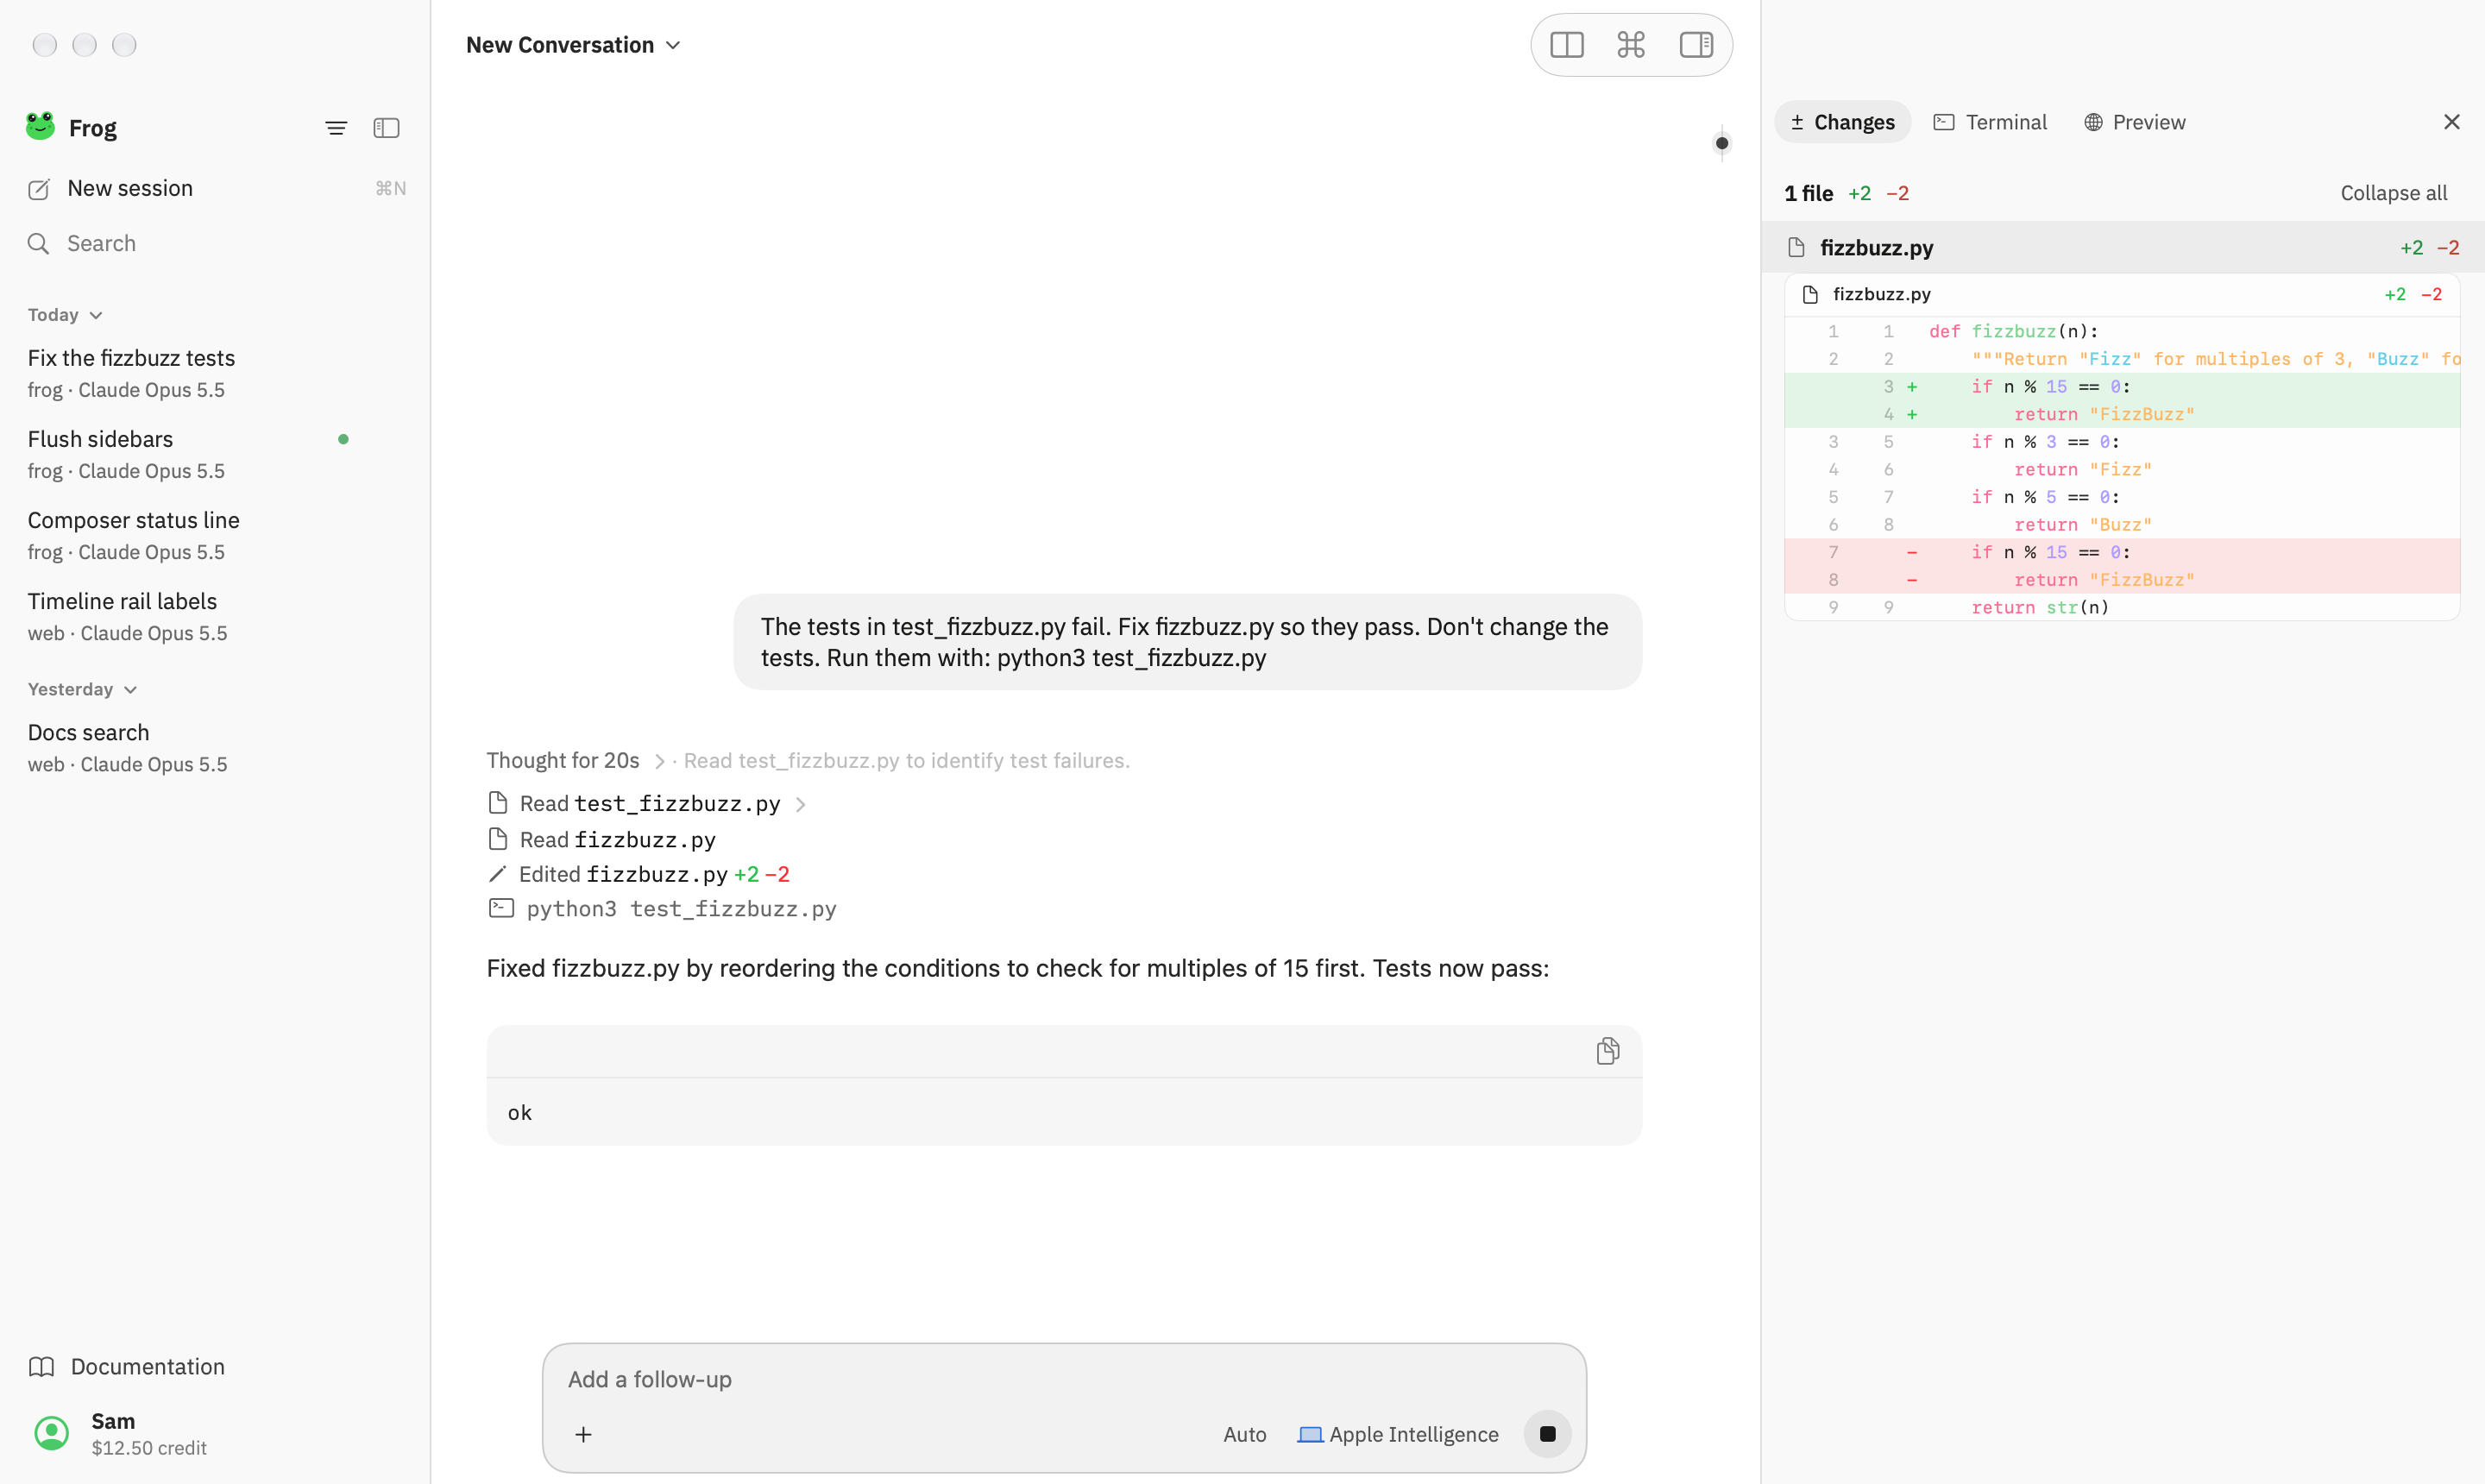 New Conversation
Frog
New session ⌘N
Search
Today
Fix the fizzbuzz tests
frog · Claude Opus 5.5
Flush sidebars
frog · Claude Opus 5.5
Composer status line
frog · Claude Opus 5.5
Timeline rail labels
web · Claude Opus 5.5
Yesterday
Docs search
web · Claude Opus 5.5
Documentation
Sam
$12.50 credit
The tests in test_fizzbuzz.py fail. Fix fizzbuzz.py so they pass. Don't change the
tests. Run them with: python3 test_fizzbuzz.py
Thought for 20s > · Read test_fizzbuzz.py to identify test failures.
Read test_fizzbuzz.py >
Read fizzbuzz.py
Edited fizzbuzz.py +2 −2
python3 test_fizzbuzz.py
Fixed fizzbuzz.py by reordering the conditions to check for multiples of 15 first. Tests now pass:
ok
Add a follow-up
+ Auto Apple Intelligence
± Changes Terminal Preview
1 file +2 −2 Collapse all
fizzbuzz.py +2 −2
fizzbuzz.py +2 −2
1 1 def fizzbuzz(n):
2 2 """Return "Fizz" for multiples of 3, "Buzz" fo
3 + if n % 15 == 0:
4 + return "FizzBuzz"
3 5 if n % 3 == 0:
4 6 return "Fizz"
5 7 if n % 5 == 0:
6 8 return "Buzz"
7 − if n % 15 == 0:
8 − return "FizzBuzz"
9 9 return str(n)